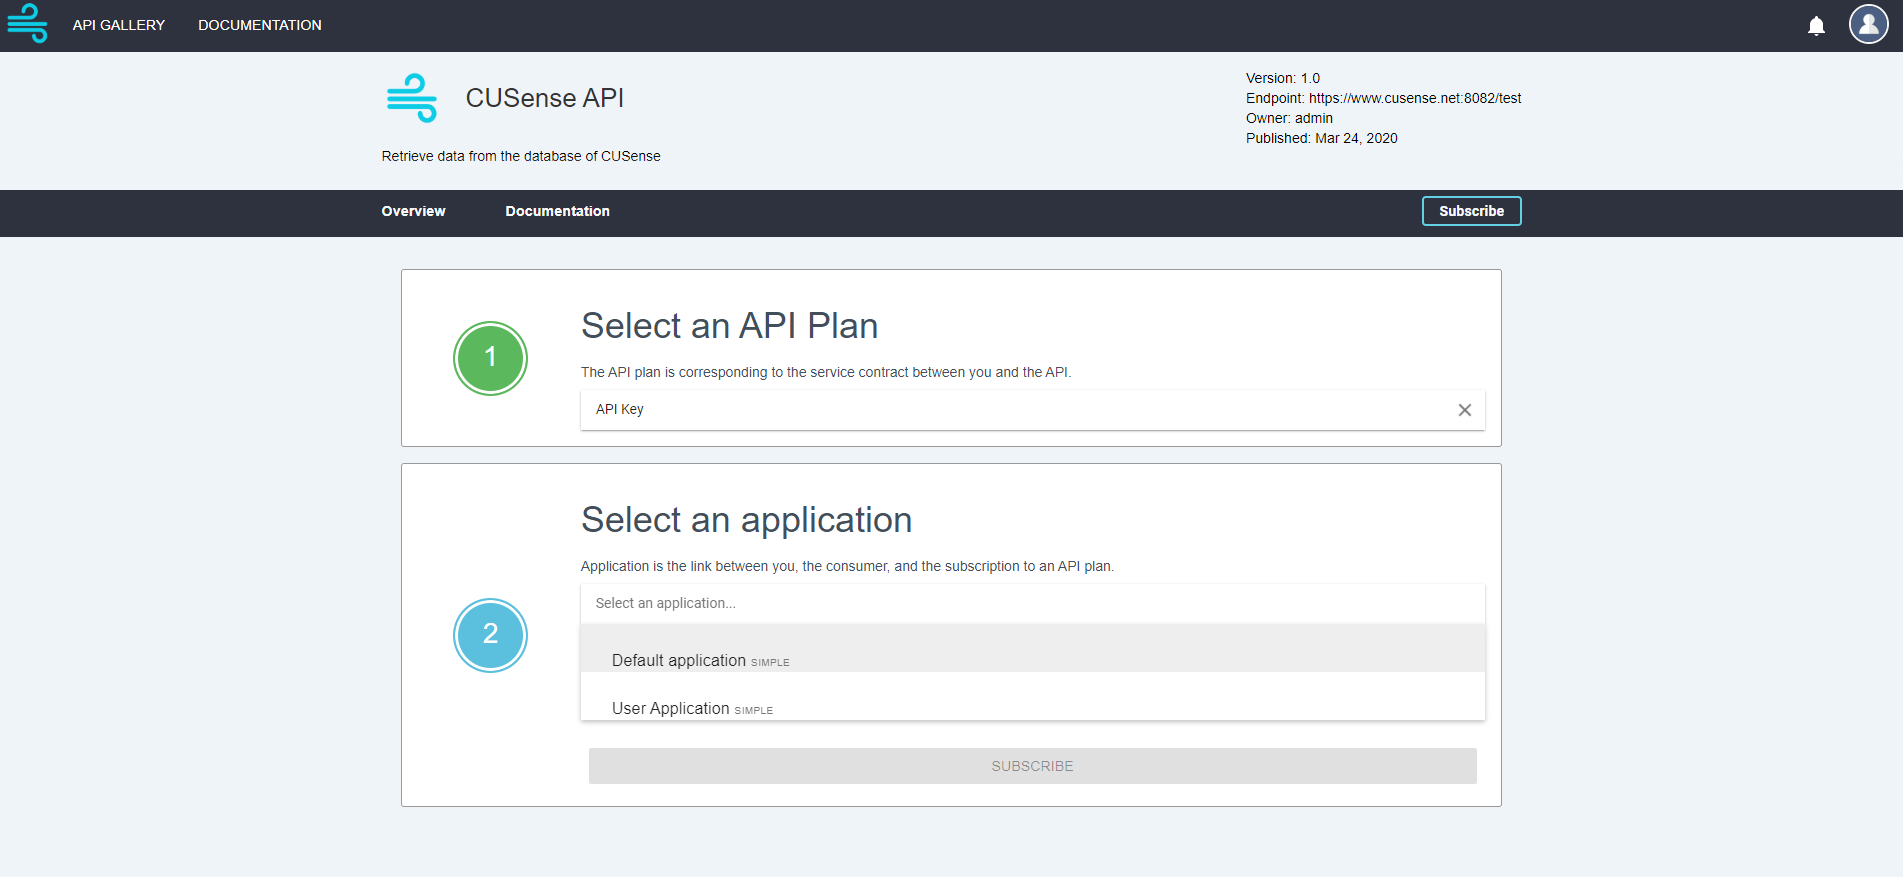 API GALLERY DOCUMENTATION
CUSense API
Version: 1.0
Endpoint: https://www.cusense.net:8082/test
Owner: admin
Published: Mar 24, 2020
Retrieve data from the database of CUSense
Overview Documentation Subscribe
1
Select an API Plan
The API plan is corresponding to the service contract between you and the API.
API Key
2
Select an application
Application is the link between you, the consumer, and the subscription to an API plan.
Select an application...
Default application SIMPLE
User Application SIMPLE
SUBSCRIBE